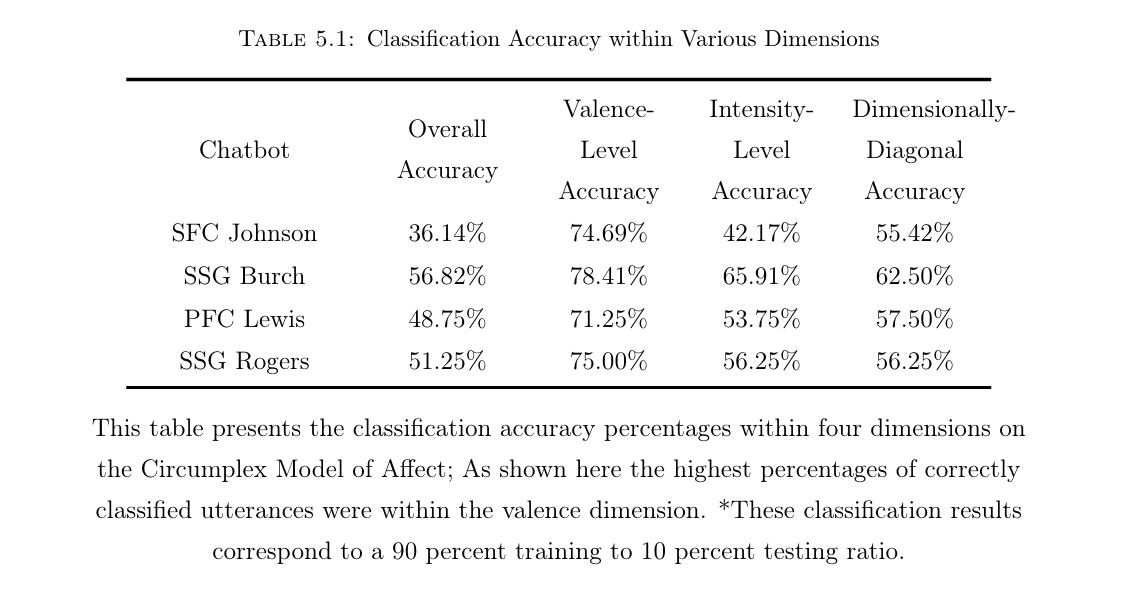 TABLE 5.1: Classification Accuracy within Various Dimensions
Chatbot Overall Accuracy Valence-Level Accuracy Intensity-Level Accuracy Dimensionally-Diagonal Accuracy
SFC Johnson 36.14% 74.69% 42.17% 55.42%
SSG Burch 56.82% 78.41% 65.91% 62.50%
PFC Lewis 48.75% 71.25% 53.75% 57.50%
SSG Rogers 51.25% 75.00% 56.25% 56.25%
This table presents the classification accuracy percentages within four dimensions on
the Circumplex Model of Affect; As shown here the highest percentages of correctly
classified utterances were within the valence dimension. *These classification results
correspond to a 90 percent training to 10 percent testing ratio.